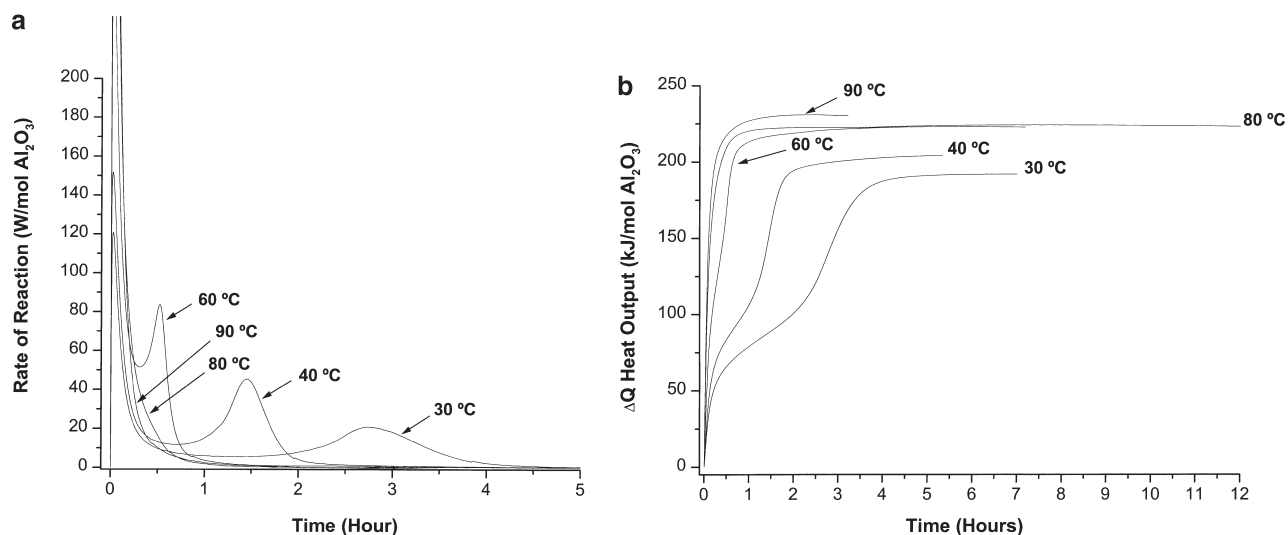 a
200
180
160
140
120
100
80
60
40
20
0
Rate of Reaction (W/mol Al₂O₃)
60 ºC
90 ºC
80 ºC
40 ºC
30 ºC
0 1 2 3 4 5
Time (Hour)
b
250
200
150
100
50
0
ΔQ Heat Output (kJ/mol Al₂O₃)
90 ºC
80 ºC
60 ºC
40 ºC
30 ºC
0 1 2 3 4 5 6 7 8 9 10 11 12
Time (Hours)